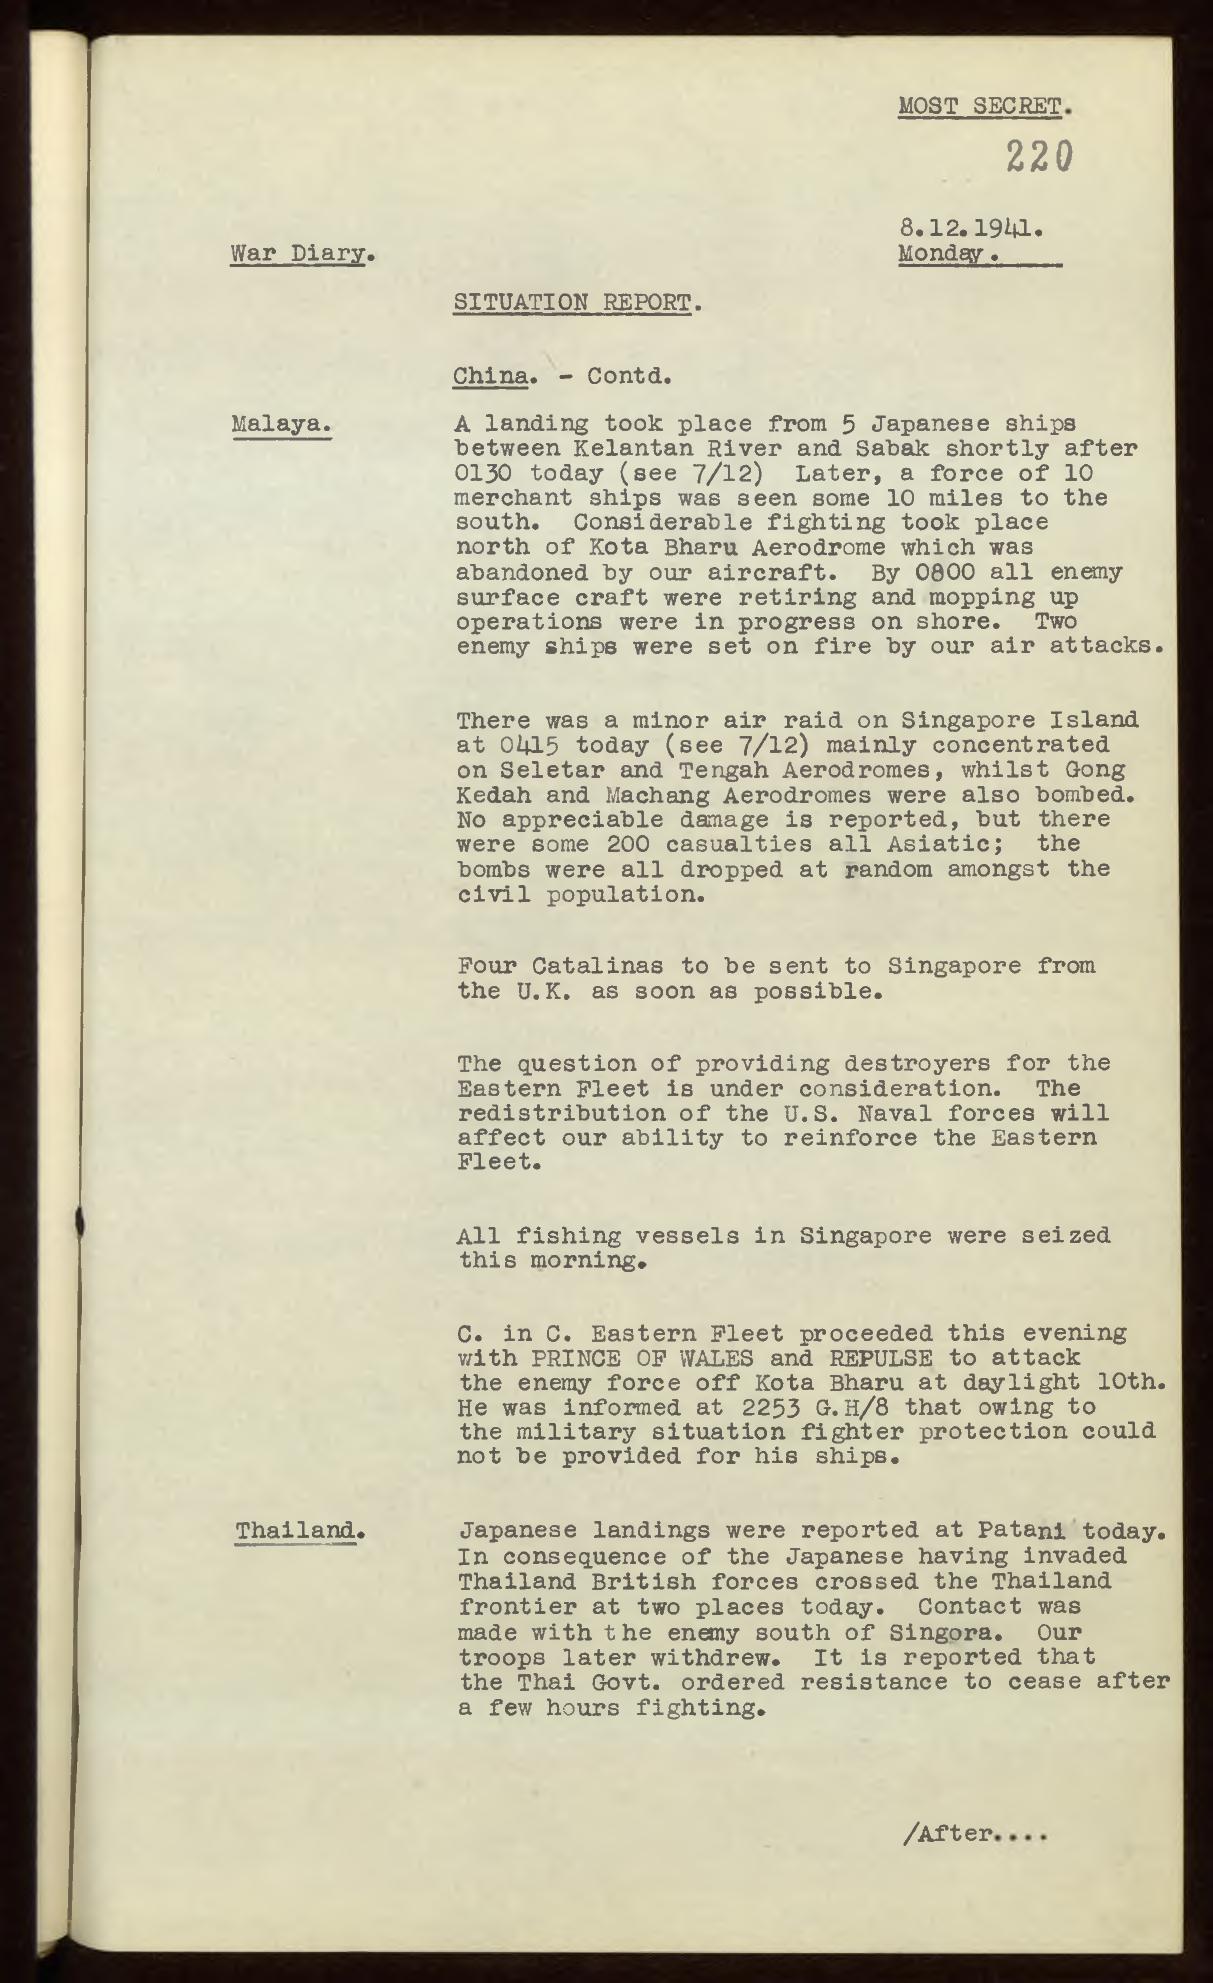 MOST SECRET.
220
8.12.1941.
War Diary.
Monday.
SITUATION REPORT.
China. - Contd.
Malaya.
A landing took place from 5 Japanese ships
between Kelantan River and Sabak shortly after
0130 today (see 7/12) Later, a force of 10
merchant ships was seen some 10 miles to the
south. Considerable fighting took place
north of Kota Bharu Aerodrome which was
abandoned by our aircraft. By 0800 all enemy
surface craft were retiring and mopping up
operations were in progress on shore. Two
enemy ships were set on fire by our air attacks.
There was a minor air raid on Singapore Island
at 0415 today (see 7/12) mainly concentrated
on Seletar and Tengah Aerodromes, whilst Gong
Kedah and Machang Aerodromes were also bombed.
No appreciable damage is reported, but there
were some 200 casualties all Asiatic; the
bombs were all dropped at random amongst the
civil population.
Four Catalinas to be sent to Singapore from
the U.K. as soon as possible.
The question of providing destroyers for the
Eastern Fleet is under consideration. The
redistribution of the U.S. Naval forces will
affect our ability to reinforce the Eastern
Fleet.
All fishing vessels in Singapore were seized
this morning.
C. in C. Eastern Fleet proceeded this evening
with PRINCE OF WALES and REPULSE to attack
the enemy force off Kota Bharu at daylight 10th.
He was informed at 2253 G.H/8 that owing to
the military situation fighter protection could
not be provided for his ships.
Thailand.
Japanese landings were reported at Patani today.
In consequence of the Japanese having invaded
Thailand British forces crossed the Thailand
frontier at two places today. Contact was
made with the enemy south of Singora. Our
troops later withdrew. It is reported that
the Thai Govt. ordered resistance to cease after
a few hours fighting.
/After....